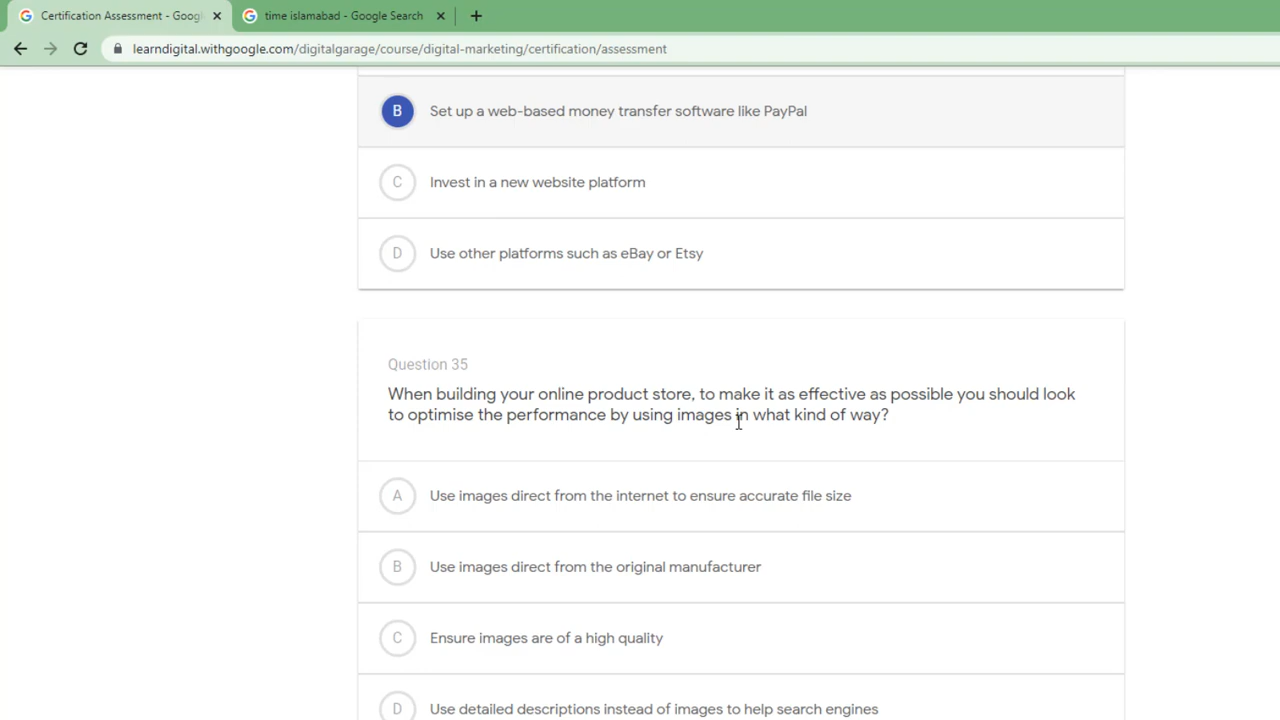 Certification Assessment - Googl
time islamabad - Google Search
learndigital.withgoogle.com/digitalgarage/course/digital-marketing/certification/assessment
B Set up a web-based money transfer software like PayPal
C Invest in a new website platform
D Use other platforms such as eBay or Etsy
Question 35
When building your online product store, to make it as effective as possible you should look
to optimise the performance by using images in what kind of way?
A Use images direct from the internet to ensure accurate file size
B Use images direct from the original manufacturer
C Ensure images are of a high quality
D Use detailed descriptions instead of images to help search engines